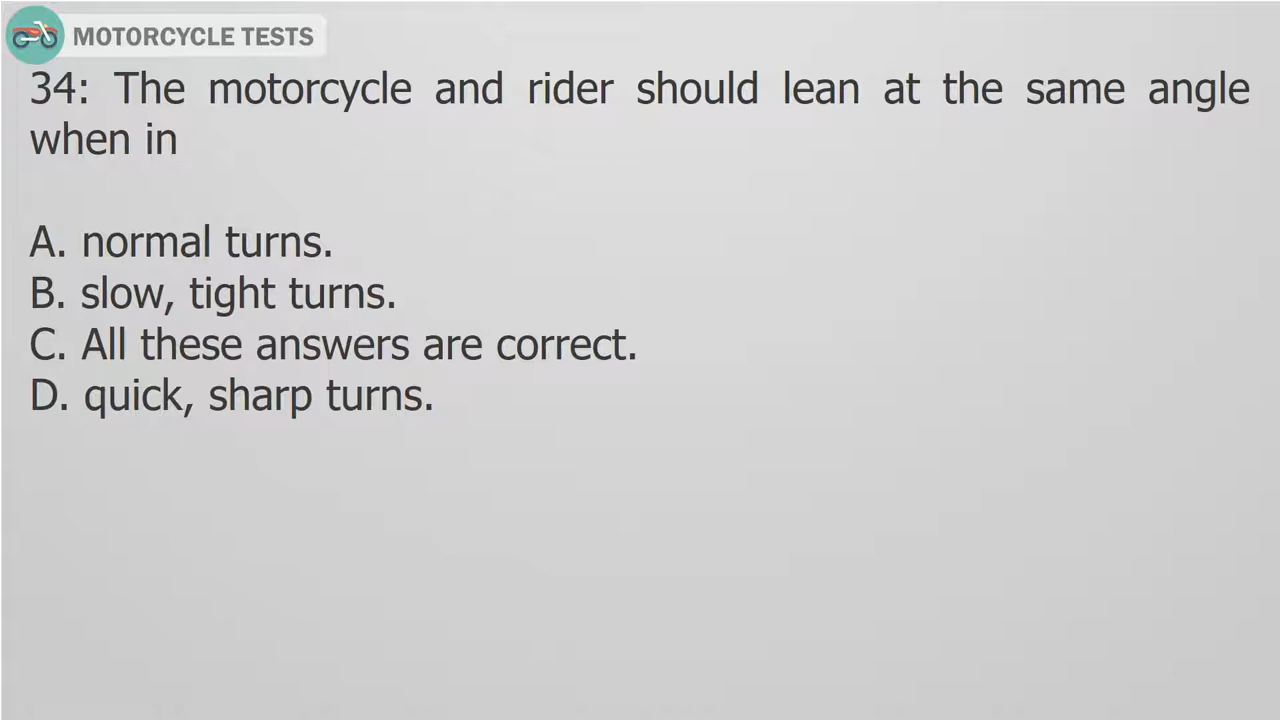 MOTORCYCLE TESTS
34: The motorcycle and rider should lean at the same angle
when in
A. normal turns.
B. slow, tight turns.
C. All these answers are correct.
D. quick, sharp turns.